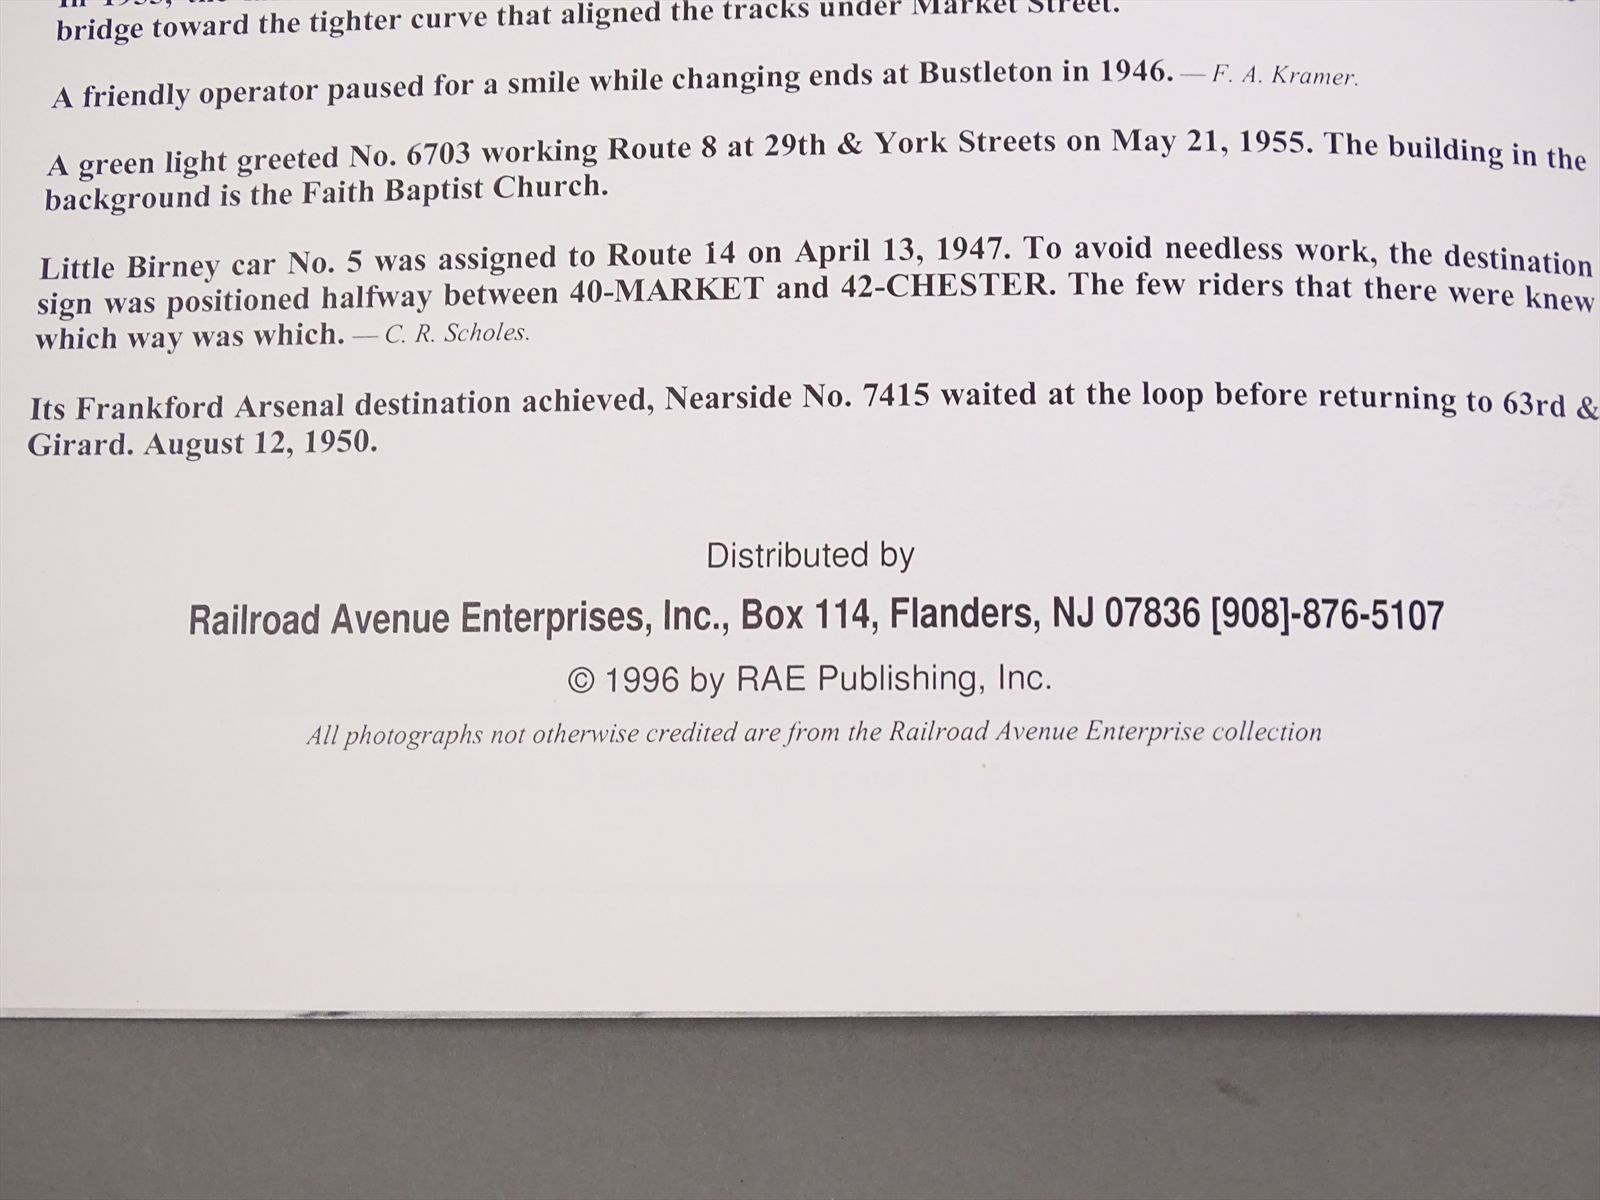 bridge toward the tighter curve that aligned the tracks under Market Street.
A friendly operator paused for a smile while changing ends at Bustleton in 1946. — F. A. Kramer.
A green light greeted No. 6703 working Route 8 at 29th & York Streets on May 21, 1955. The building in the
background is the Faith Baptist Church.
Little Birney car No. 5 was assigned to Route 14 on April 13, 1947. To avoid needless work, the destination
sign was positioned halfway between 40-MARKET and 42-CHESTER. The few riders that there were knew
which way was which. — C. R. Scholes.
Its Frankford Arsenal destination achieved, Nearside No. 7415 waited at the loop before returning to 63rd &
Girard. August 12, 1950.
Distributed by
Railroad Avenue Enterprises, Inc., Box 114, Flanders, NJ 07836 [908]-876-5107
© 1996 by RAE Publishing, Inc.
All photographs not otherwise credited are from the Railroad Avenue Enterprise collection